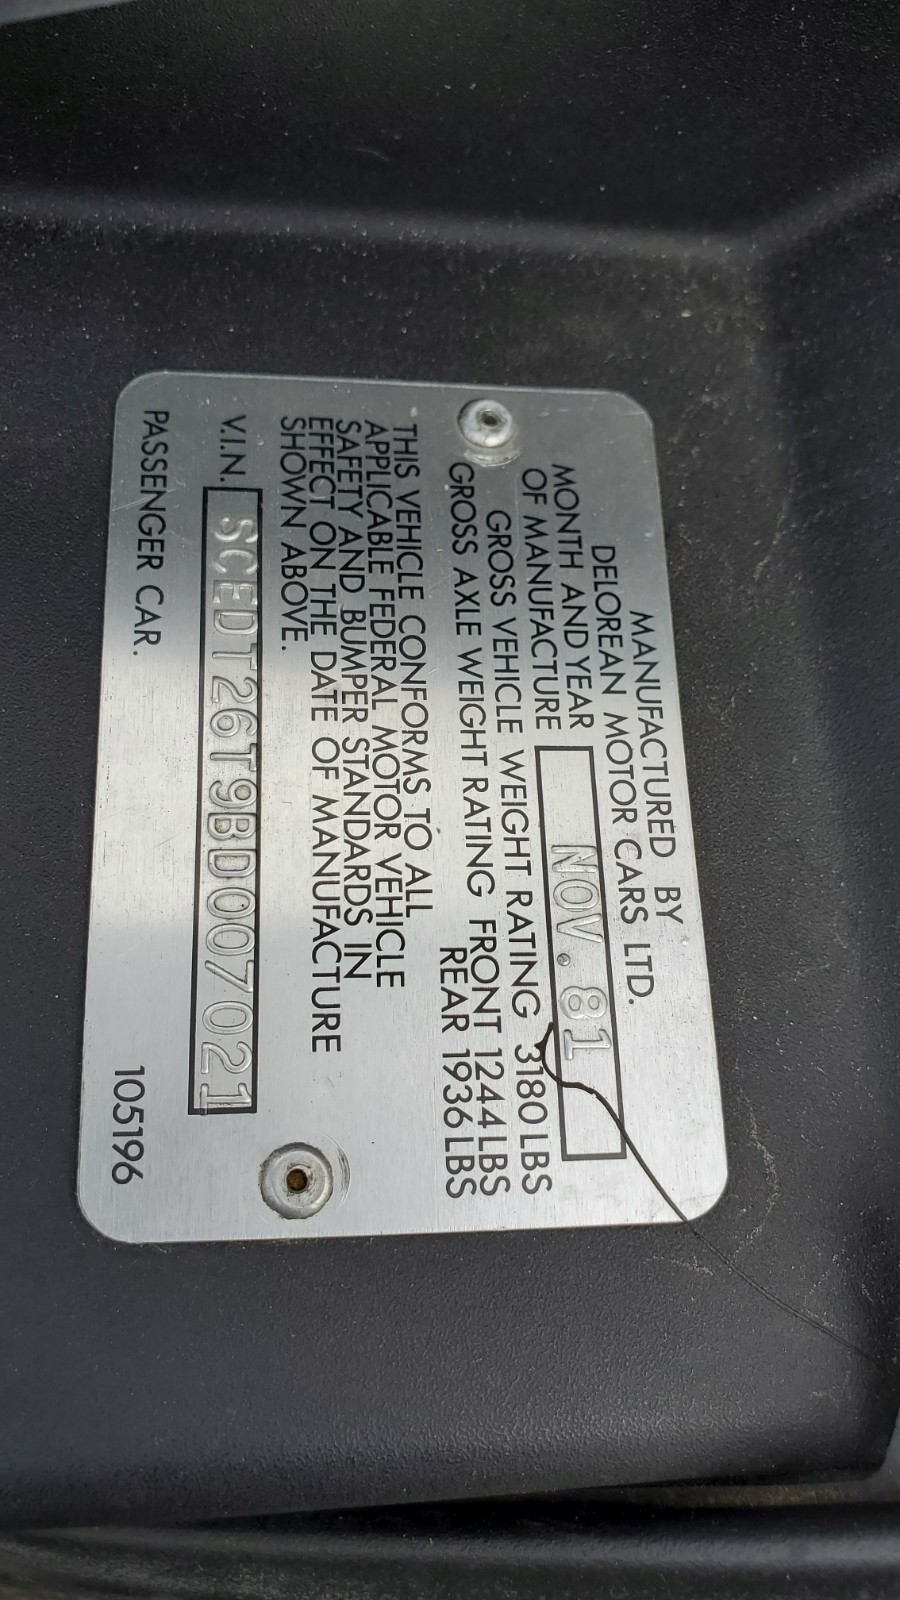 MANUFACTURED BY
DELOREAN MOTOR CARS LTD.
MONTH AND YEAR
OF MANUFACTURE NOV. 81
GROSS VEHICLE WEIGHT RATING 3180 LBS
GROSS AXLE WEIGHT RATING FRONT 1244 LBS
REAR 1936 LBS
THIS VEHICLE CONFORMS TO ALL
APPLICABLE FEDERAL MOTOR VEHICLE
SAFETY AND BUMPER STANDARDS IN
EFFECT ON THE DATE OF MANUFACTURE
SHOWN ABOVE.
V.I.N. SCEDT26T9BD007021
PASSENGER CAR. 105196